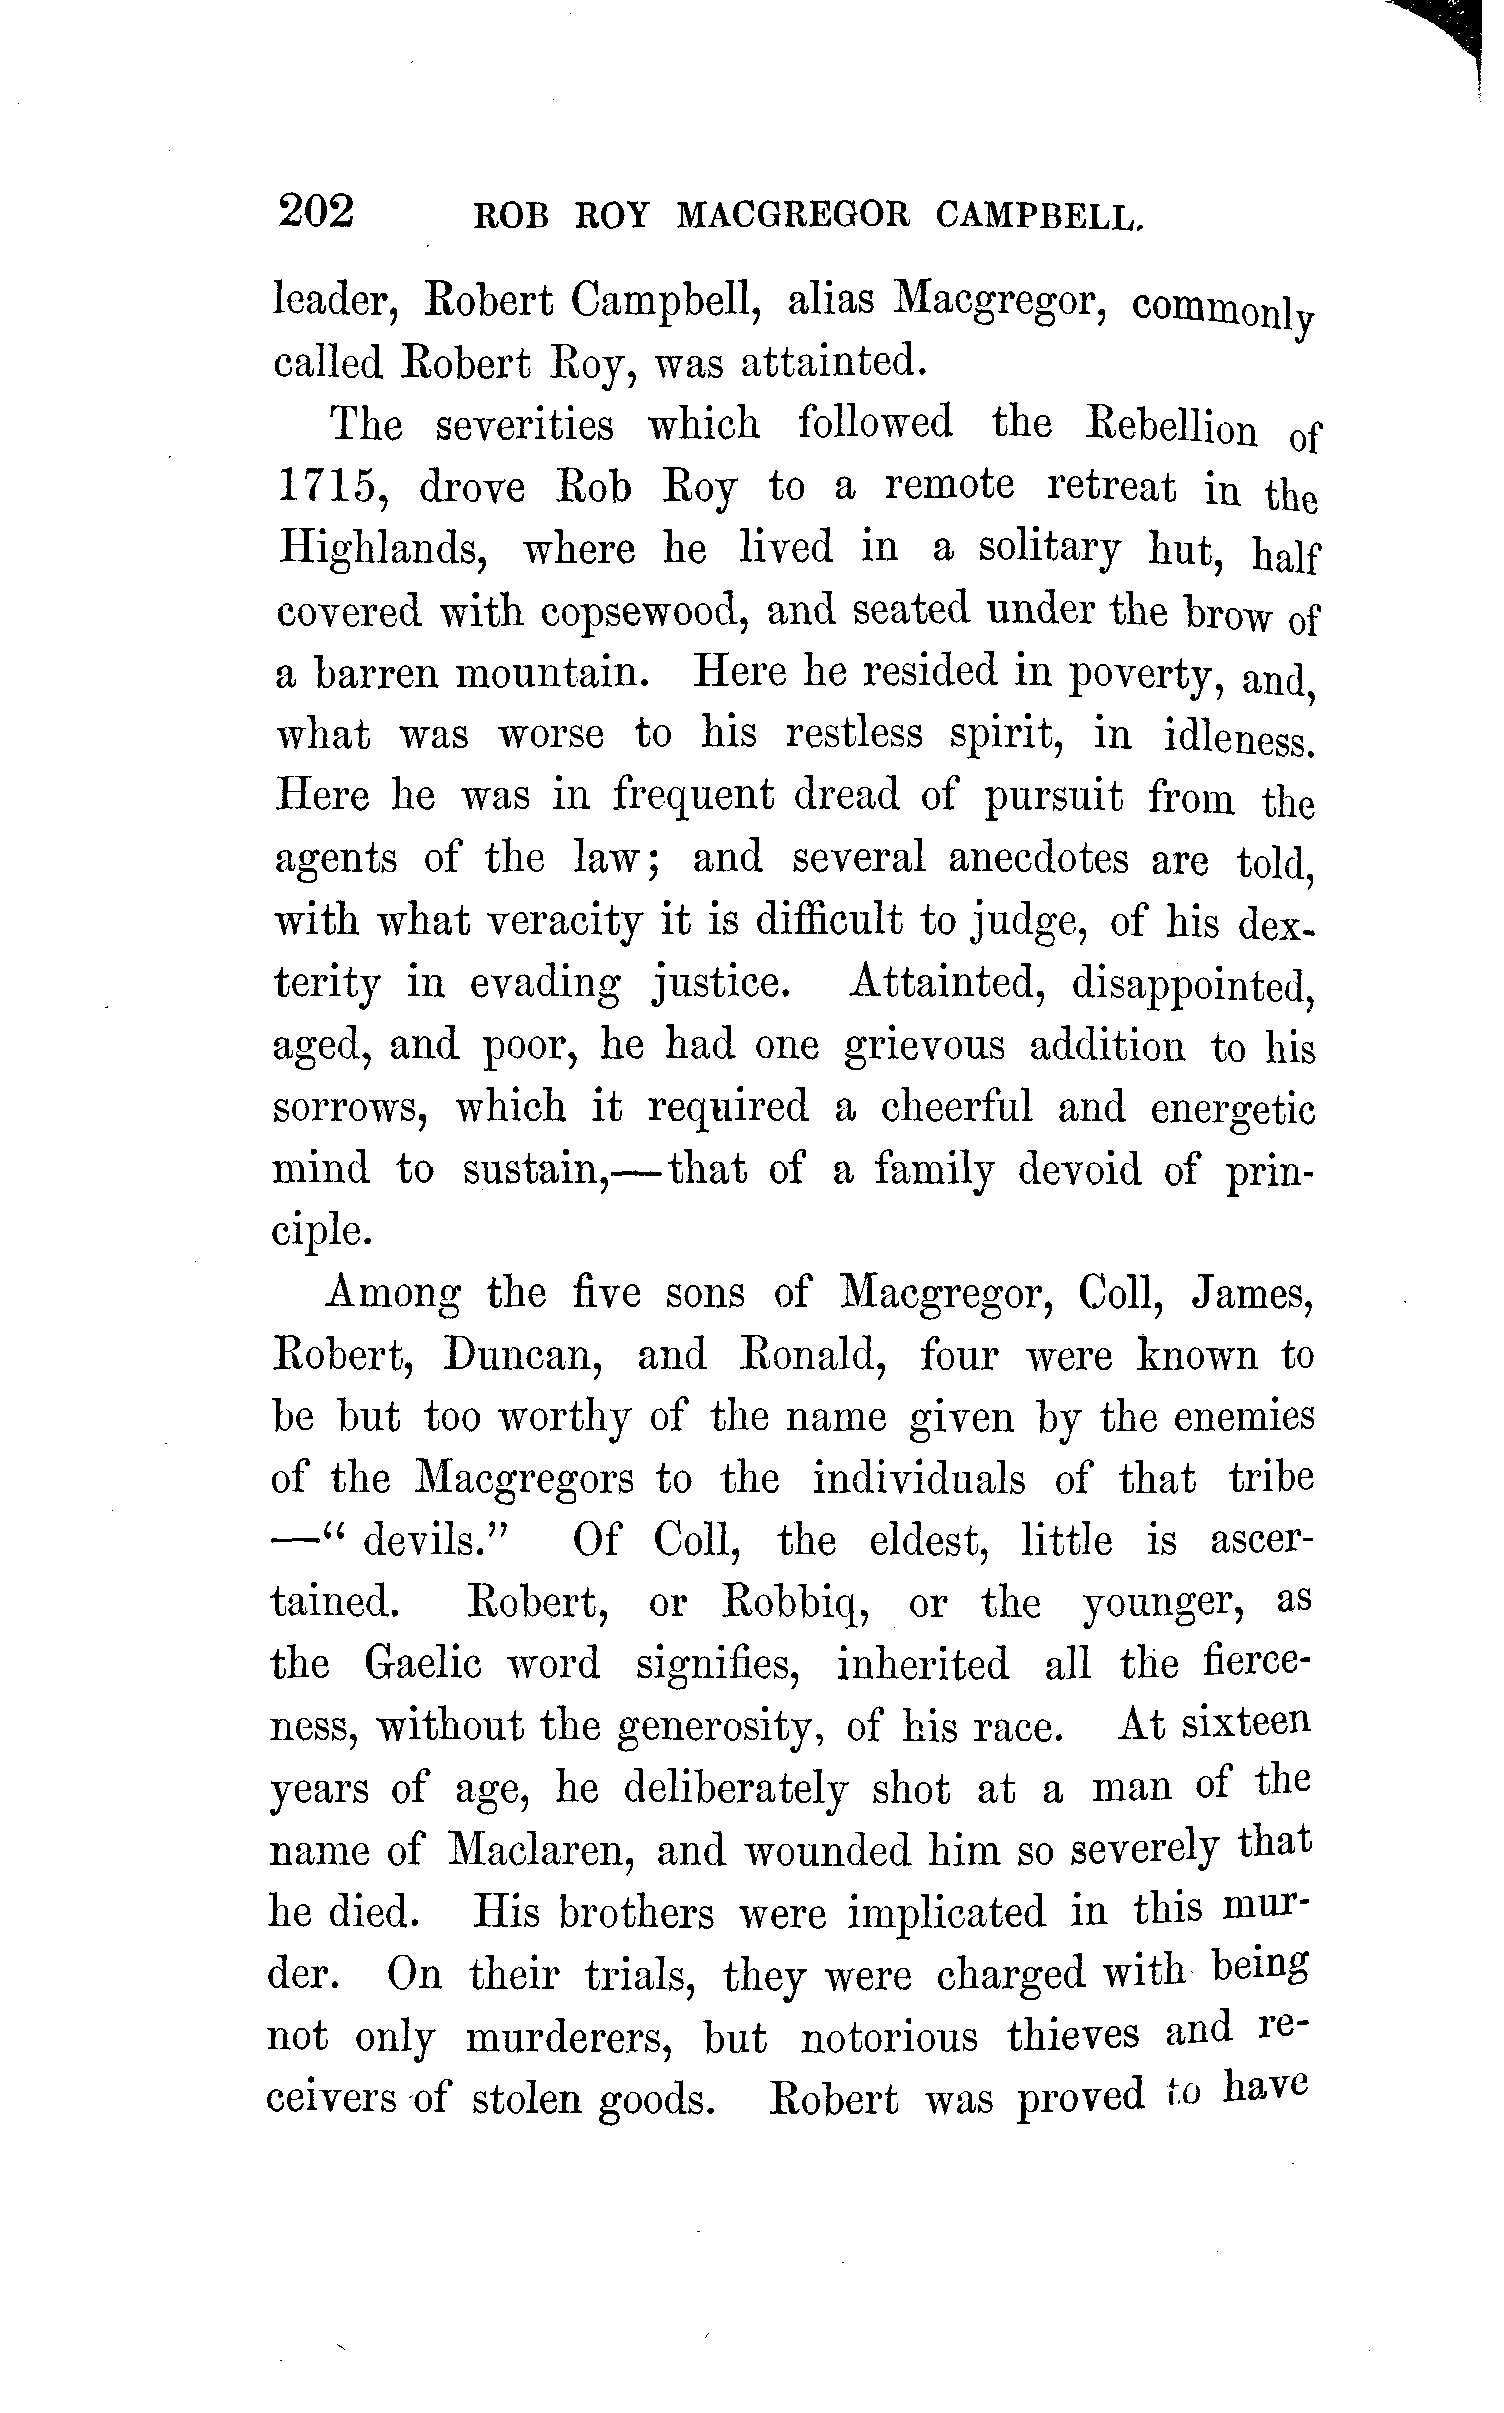 202 ROB ROY MACGREGOR CAMPBELL.
leader, Robert Campbell, alias Macgregor, commonly
called Robert Roy, was attainted.
The severities which followed the Rebellion of
1715, drove Rob Roy to a remote retreat in the
Highlands, where he lived in a solitary hut, half
covered with copsewood, and seated under the brow of
a barren mountain. Here he resided in poverty, and,
what was worse to his restless spirit, in idleness.
Here he was in frequent dread of pursuit from the
agents of the law; and several anecdotes are told,
with what veracity it is difficult to judge, of his dex-
terity in evading justice. Attainted, disappointed,
aged, and poor, he had one grievous addition to his
sorrows, which it required a cheerful and energetic
mind to sustain,—that of a family devoid of prin-
ciple.
Among the five sons of Macgregor, Coll, James,
Robert, Duncan, and Ronald, four were known to
be but too worthy of the name given by the enemies
of the Macgregors to the individuals of that tribe
—“ devils.” Of Coll, the eldest, little is ascer-
tained. Robert, or Robbiq, or the younger, as
the Gaelic word signifies, inherited all the fierce-
ness, without the generosity, of his race. At sixteen
years of age, he deliberately shot at a man of the
name of Maclaren, and wounded him so severely that
he died. His brothers were implicated in this mur-
der. On their trials, they were charged with being
not only murderers, but notorious thieves and re-
ceivers of stolen goods. Robert was proved to have